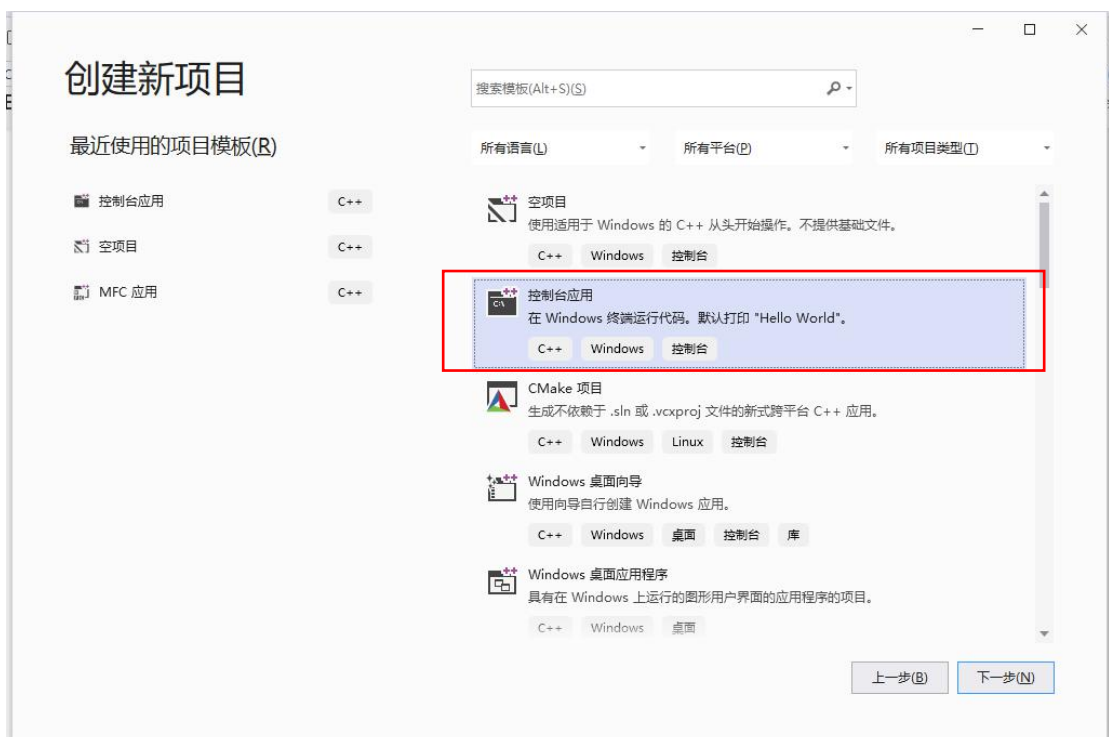 创建新项目
搜索模板(Alt+S)(S)
最近使用的项目模板(R)
所有语言(L)
所有平台(P)
所有项目类型(T)
控制台应用
C++
空项目
C++
MFC 应用
C++
空项目
使用适用于 Windows 的 C++ 从头开始操作。不提供基础文件。
C++ Windows 控制台
控制台应用
在 Windows 终端运行代码。默认打印 "Hello World"。
C++ Windows 控制台
CMake 项目
生成不依赖于 .sln 或 .vcxproj 文件的新式跨平台 C++ 应用。
C++ Windows Linux 控制台
Windows 桌面向导
使用向导自行创建 Windows 应用。
C++ Windows 桌面 控制台 库
Windows 桌面应用程序
具有在 Windows 上运行的图形用户界面的应用程序的项目。
C++ Windows 桌面
上一步(B)
下一步(N)